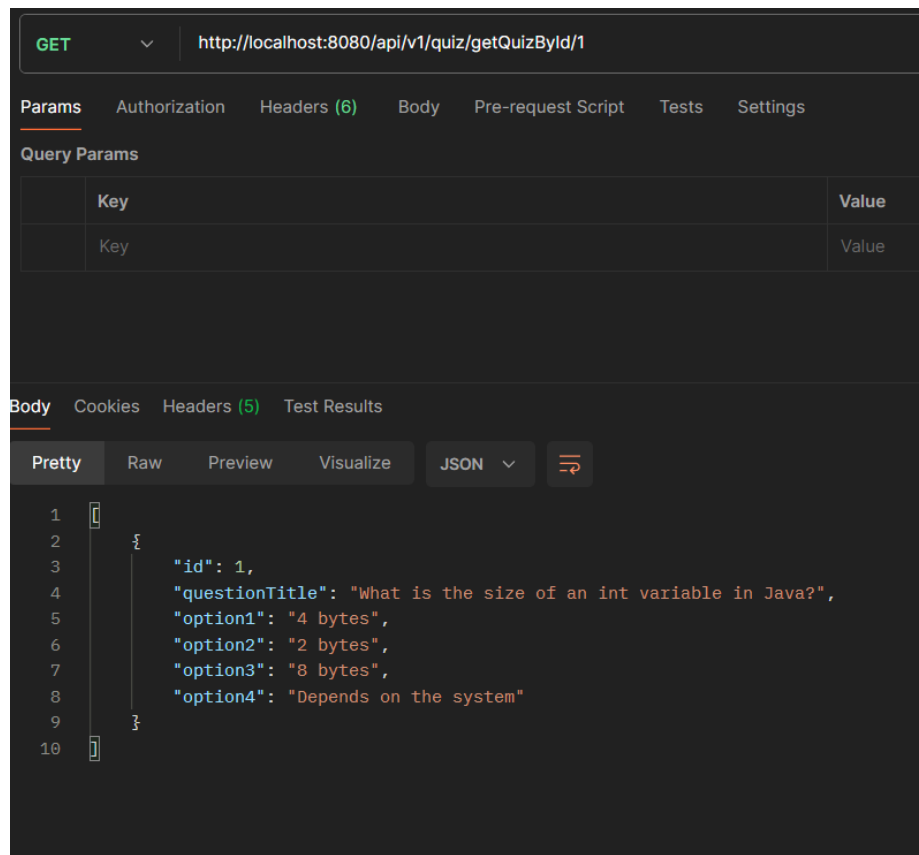 GET http://localhost:8080/api/v1/quiz/getQuizById/1
Params Authorization Headers (6) Body Pre-request Script Tests Settings
Query Params
Key Value
Key Value
Body Cookies Headers (5) Test Results
Pretty Raw Preview Visualize JSON
1 [
2 {
3 "id": 1,
4 "questionTitle": "What is the size of an int variable in Java?",
5 "option1": "4 bytes",
6 "option2": "2 bytes",
7 "option3": "8 bytes",
8 "option4": "Depends on the system"
9 }
10 ]